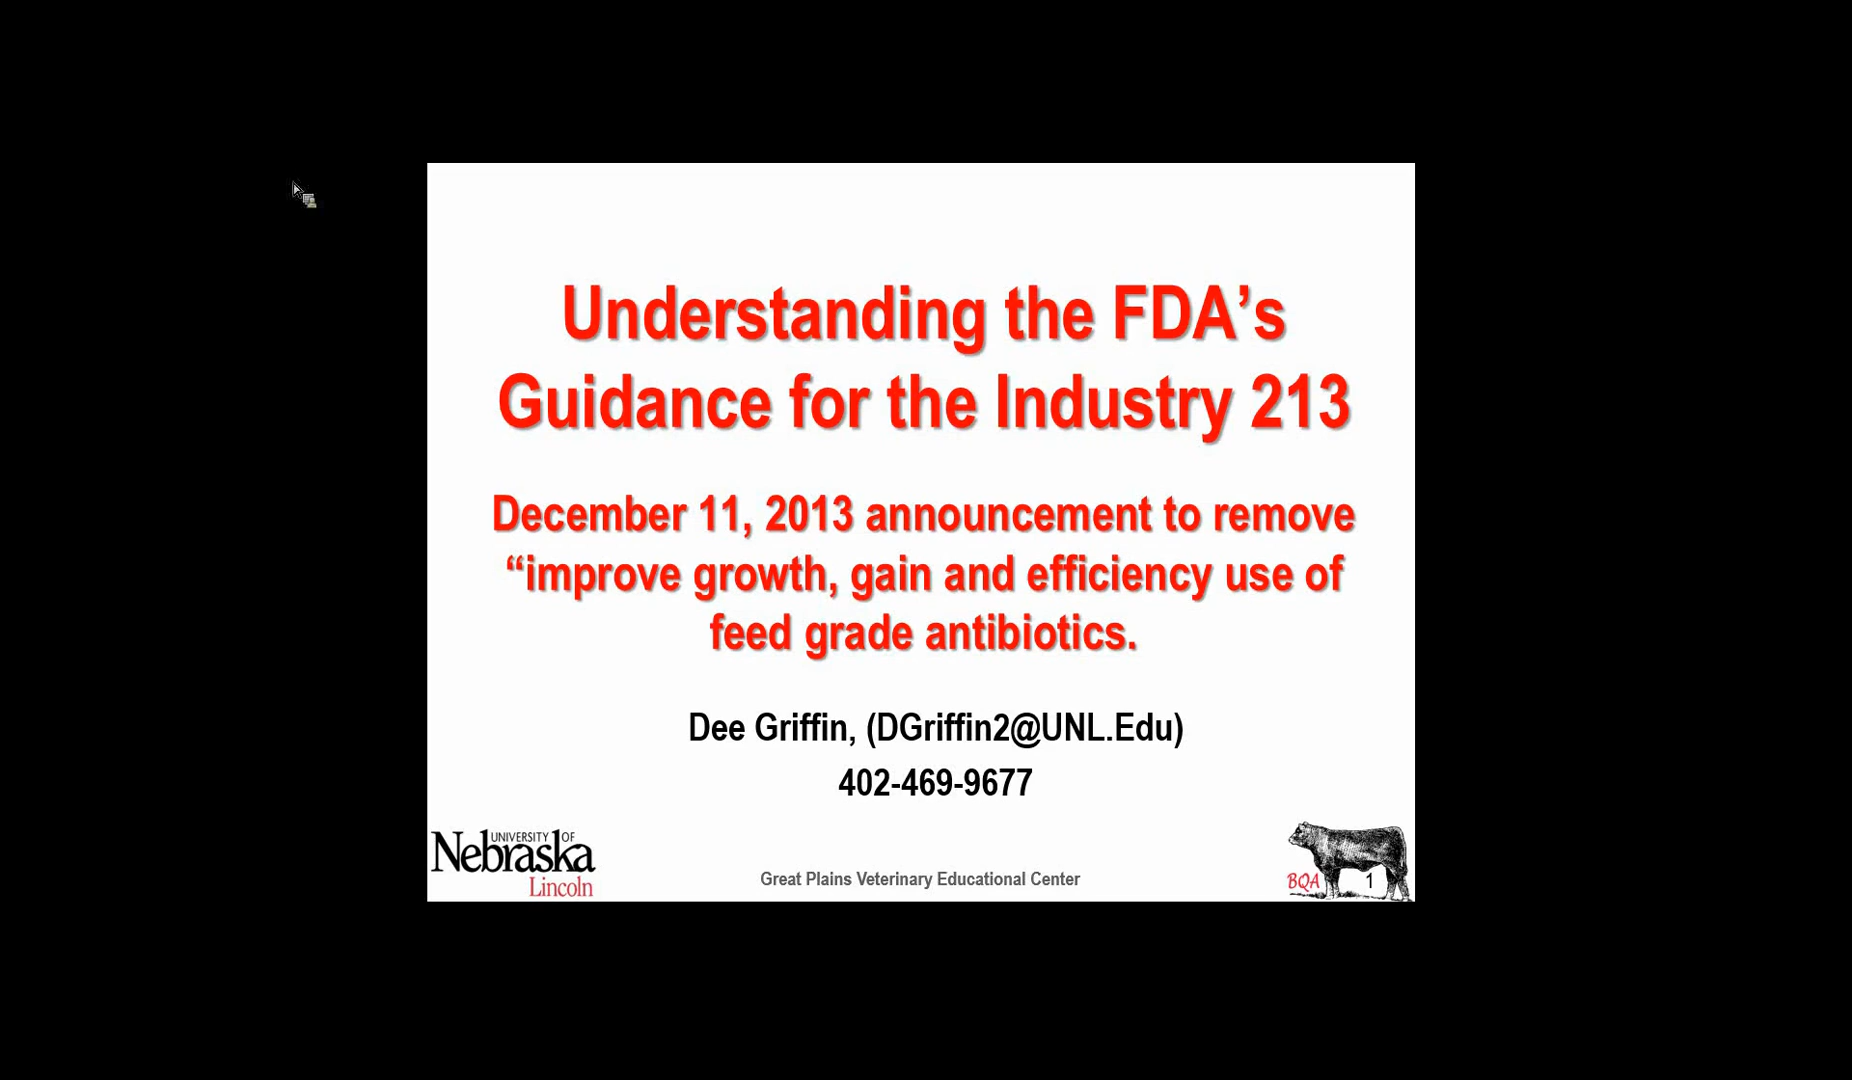 Understanding the FDA’s
Guidance for the Industry 213
December 11, 2013 announcement to remove
“improve growth, gain and efficiency use of
feed grade antibiotics.
Dee Griffin, (DGriffin2@UNL.Edu)
402-469-9677
UNIVERSITY OF
Nebraska
Lincoln
Great Plains Veterinary Educational Center
BQA
1